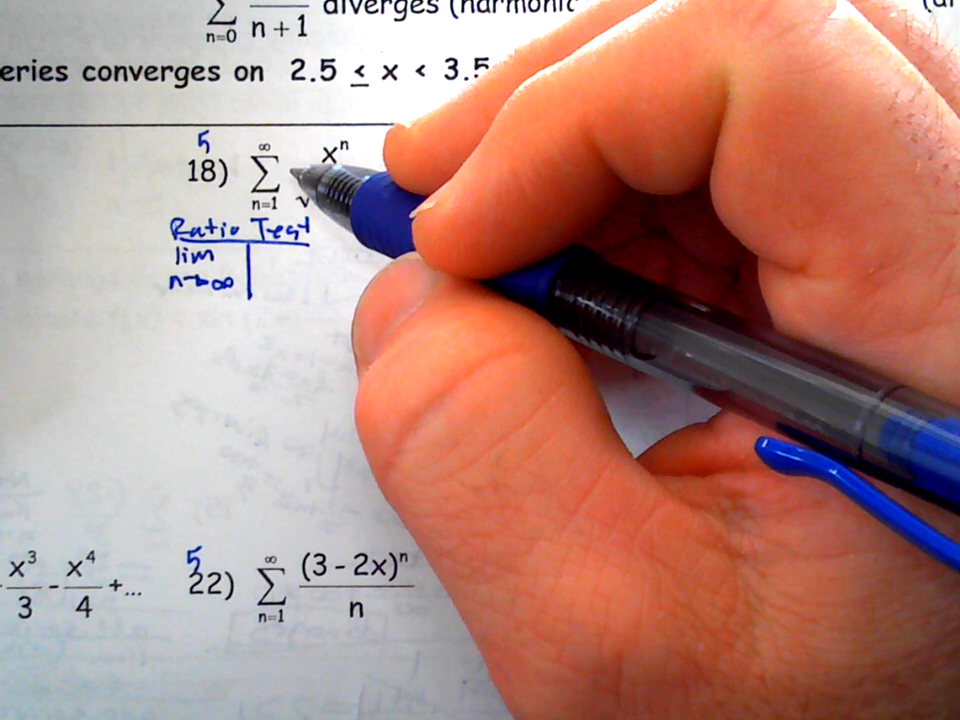 ∞
∑ n=0 n + 1 diverges (harmonic
eries converges on 2.5 ≤ x < 3.5
5
18) ∞ ∑ n=1 xⁿ
Ratio Test
lim
n→∞
x³/3 - x⁴/4 +...
5
22) ∞ ∑ n=1 (3 - 2x)ⁿ/n